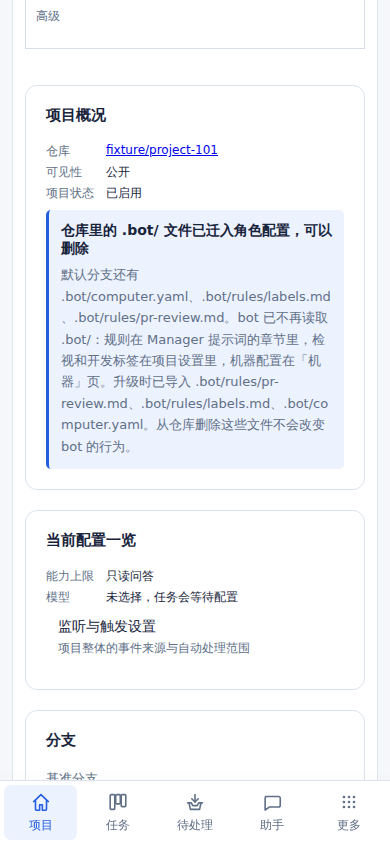 高级
项目概况
仓库 fixture/project-101
可见性 公开
项目状态 已启用
仓库里的 .bot/ 文件已迁入角色配置，可以
删除
默认分支还有
.bot/computer.yaml、.bot/rules/labels.md
、.bot/rules/pr-review.md。bot 已不再读取
.bot/：规则在 Manager 提示词的章节里，检
视和开发标签在项目设置里，机器配置在「机
器」页。升级时已导入 .bot/rules/pr-
review.md、.bot/rules/labels.md、.bot/co
mputer.yaml。从仓库删除这些文件不会改变
bot 的行为。
当前配置一览
能力上限 只读问答
模型 未选择，任务会等待配置
监听与触发设置
项目整体的事件来源与自动处理范围
分支
基准分支
项目
任务
待处理
助手
更多